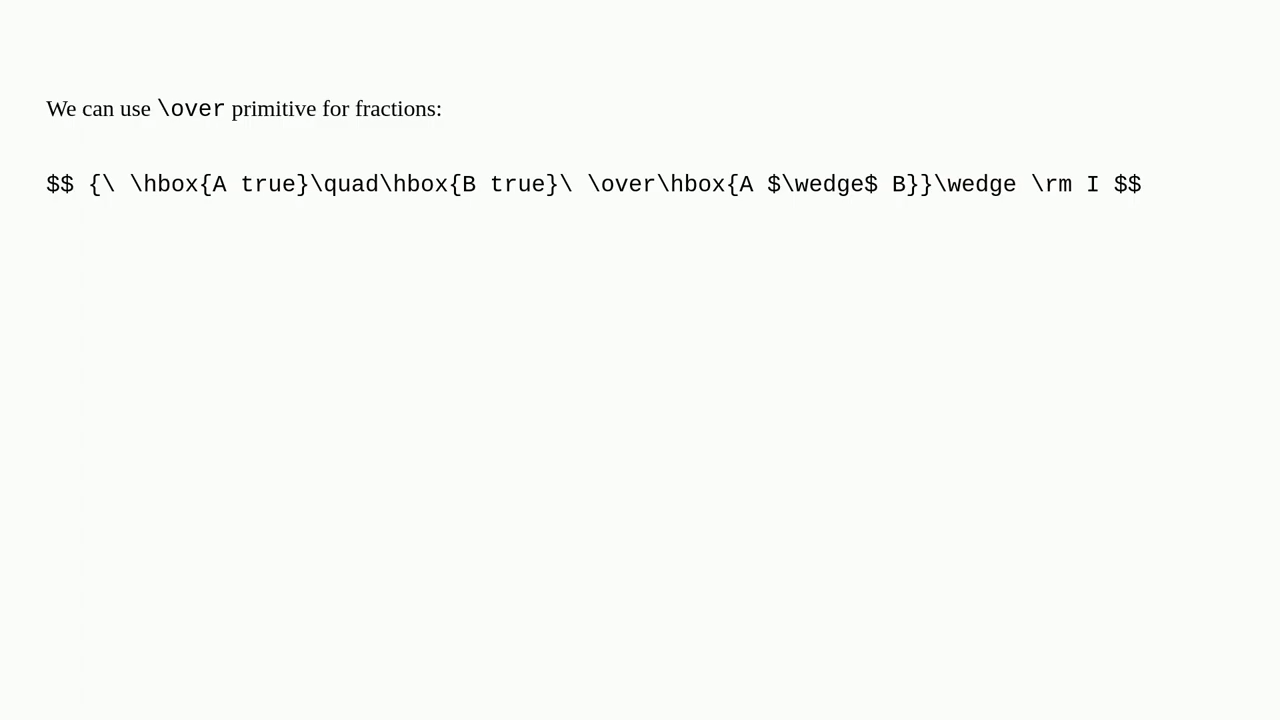 We can use \over primitive for fractions:
$$ {\ \hbox{A true}\quad\hbox{B true}\ \over\hbox{A $\wedge$ B}}\wedge \rm I $$